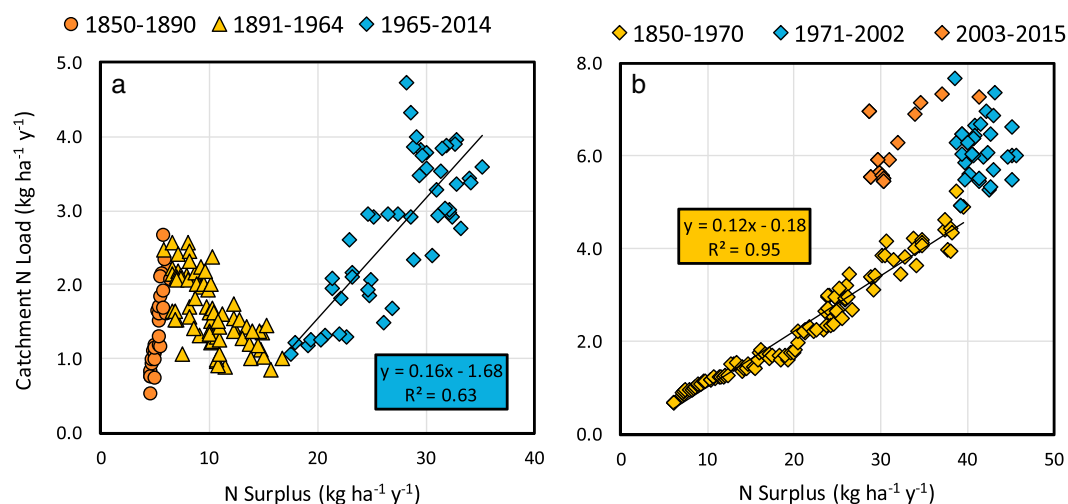 1850-1890 1891-1964 1965-2014
1850-1970 1971-2002 2003-2015
a
b
Catchment N Load (kg ha⁻¹ y⁻¹)
5.0
4.0
3.0
2.0
1.0
0.0
y = 0.16x - 1.68
R² = 0.63
0 10 20 30 40
N Surplus (kg ha⁻¹ y⁻¹)
8.0
6.0
4.0
2.0
0.0
y = 0.12x - 0.18
R² = 0.95
0 10 20 30 40 50
N Surplus (kg ha⁻¹ y⁻¹)